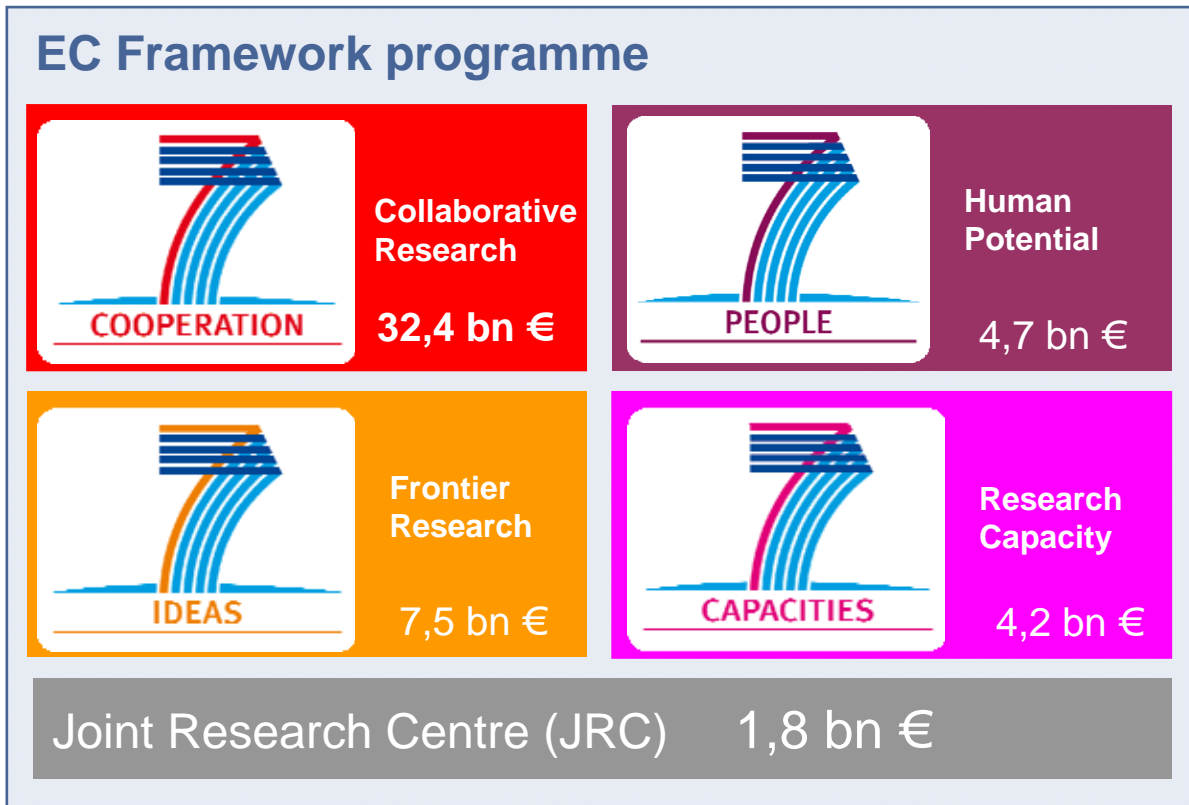 EC Framework programme
COOPERATION
Collaborative
Research
32,4 bn €
PEOPLE
Human
Potential
4,7 bn €
IDEAS
Frontier
Research
7,5 bn €
CAPACITIES
Research
Capacity
4,2 bn €
Joint Research Centre (JRC) 1,8 bn €